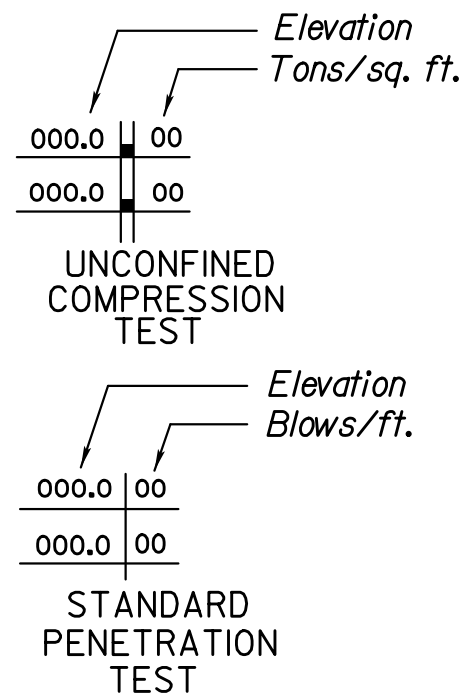 Elevation
Tons/sq. ft.
000.0 00
000.0 00
UNCONFINED
COMPRESSION
TEST
Elevation
Blows/ft.
000.0 00
000.0 00
STANDARD
PENETRATION
TEST